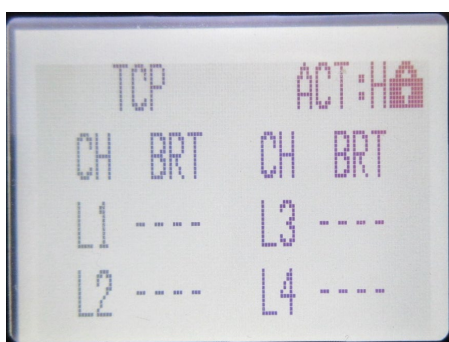 TCP ACT:H
CH BRT CH BRT
L1 ---- L3 ----
L2 ---- L4 ----